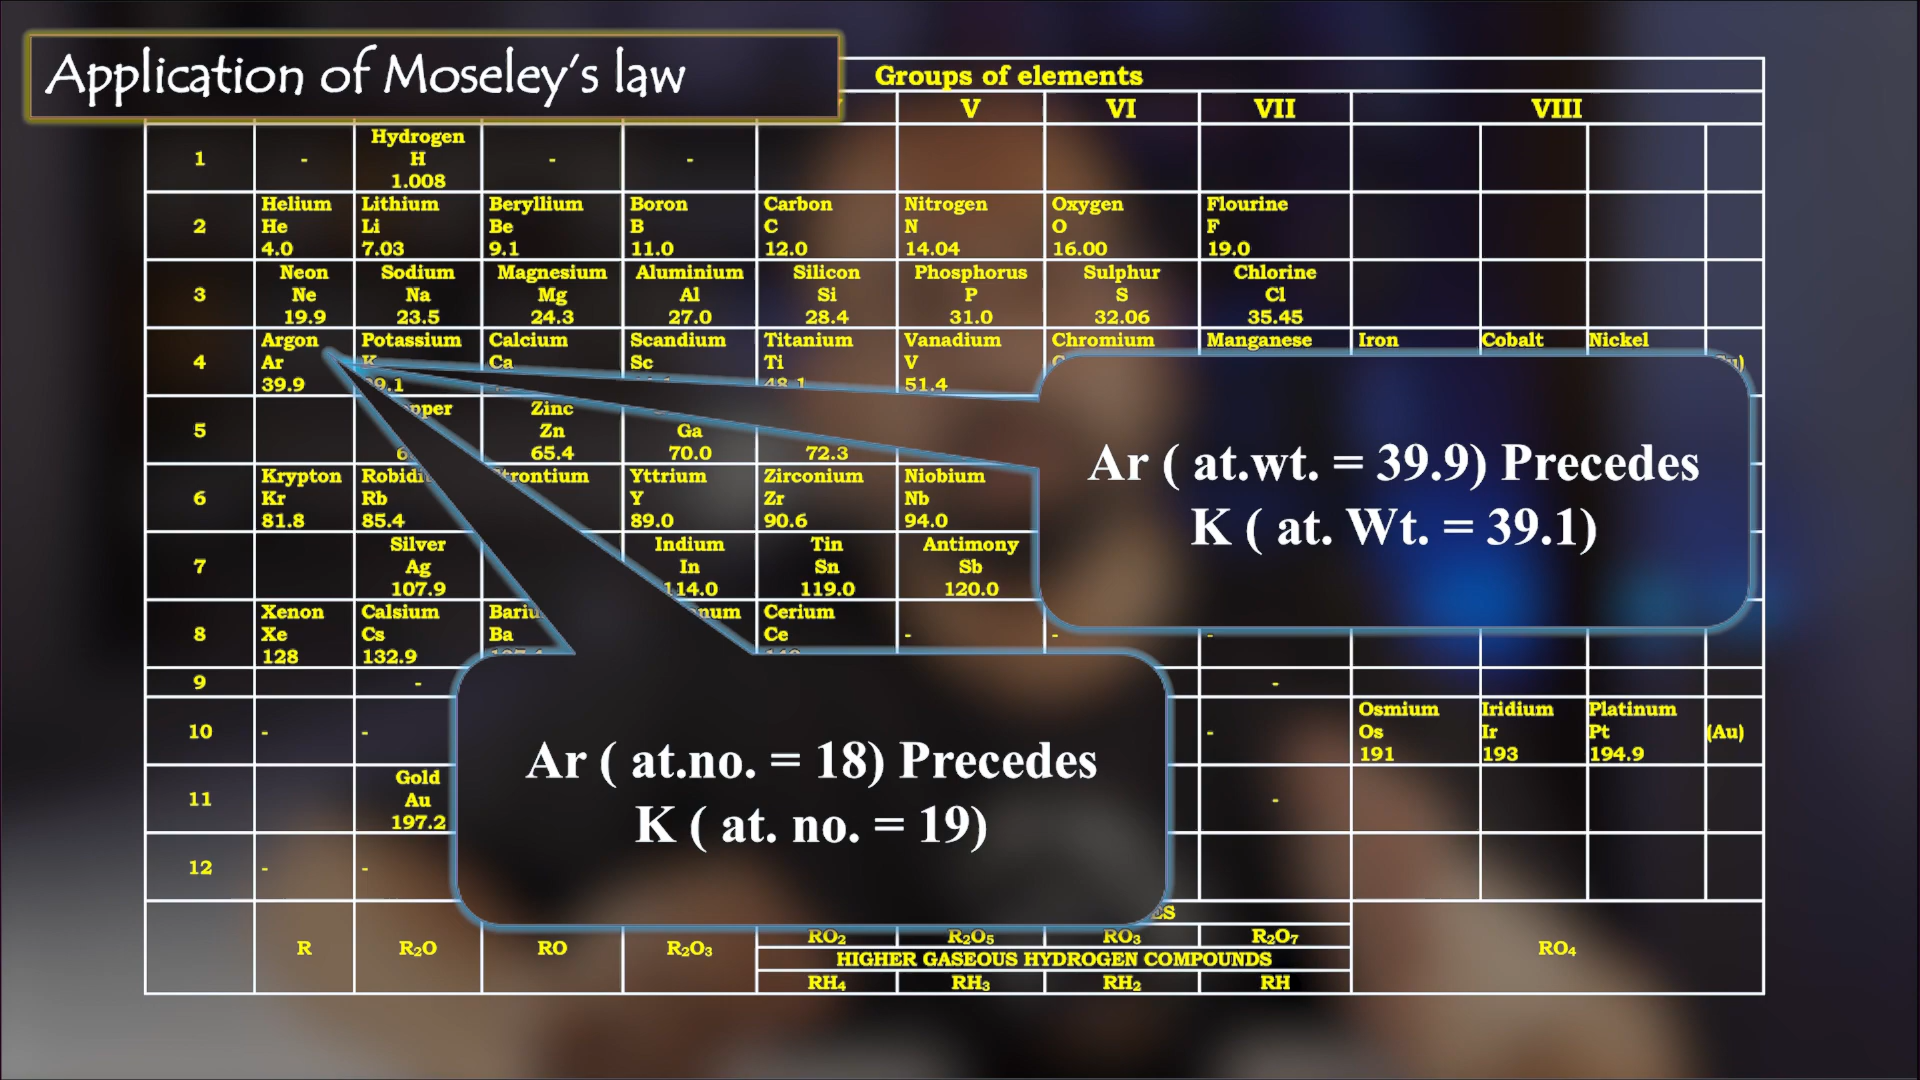 Application of Moseley's law
Groups of elements
V VI VII VIII
Hydrogen
1 - H - -
1.008
Helium Lithium Beryllium Boron Carbon Nitrogen Oxygen Flourine
2 He Li Be B C N O F
4.0 7.03 9.1 11.0 12.0 14.04 16.00 19.0
Neon Sodium Magnesium Aluminium Silicon Phosphorus Sulphur Chlorine
3 Ne Na Mg Al Si P S Cl
19.9 23.5 24.3 27.0 28.4 31.0 32.06 35.45
Argon Potassium Calcium Scandium Titanium Vanadium Chromium Manganese Iron Cobalt Nickel
4 Ar K Ca Sc Ti V
39.9 51.4
Zinc
5 Zn Ga
65.4 70.0 72.3
Krypton Yttrium Zirconium Niobium
6 Kr Rb Y Zr Nb
81.8 85.4 89.0 90.6 94.0
Silver Indium Tin Antimony
7 Ag In Sn Sb
107.9 114.0 119.0 120.0
Xenon Calsium Cerium
8 Xe Cs Ba Ce - - -
128 132.9
9 - -
Osmium Iridium Platinum
10 - - - Os Ir Pt (Au)
191 193 194.9
Gold
11 Au -
197.2
12 - -
R R₂O RO R₂O₃ RO₂ R₂O₅ RO₃ R₂O₇ RO₄
HIGHER GASEOUS HYDROGEN COMPOUNDS
RH₄ RH₃ RH₂ RH
Ar ( at.wt. = 39.9) Precedes
K ( at. Wt. = 39.1)
Ar ( at.no. = 18) Precedes
K ( at. no. = 19)